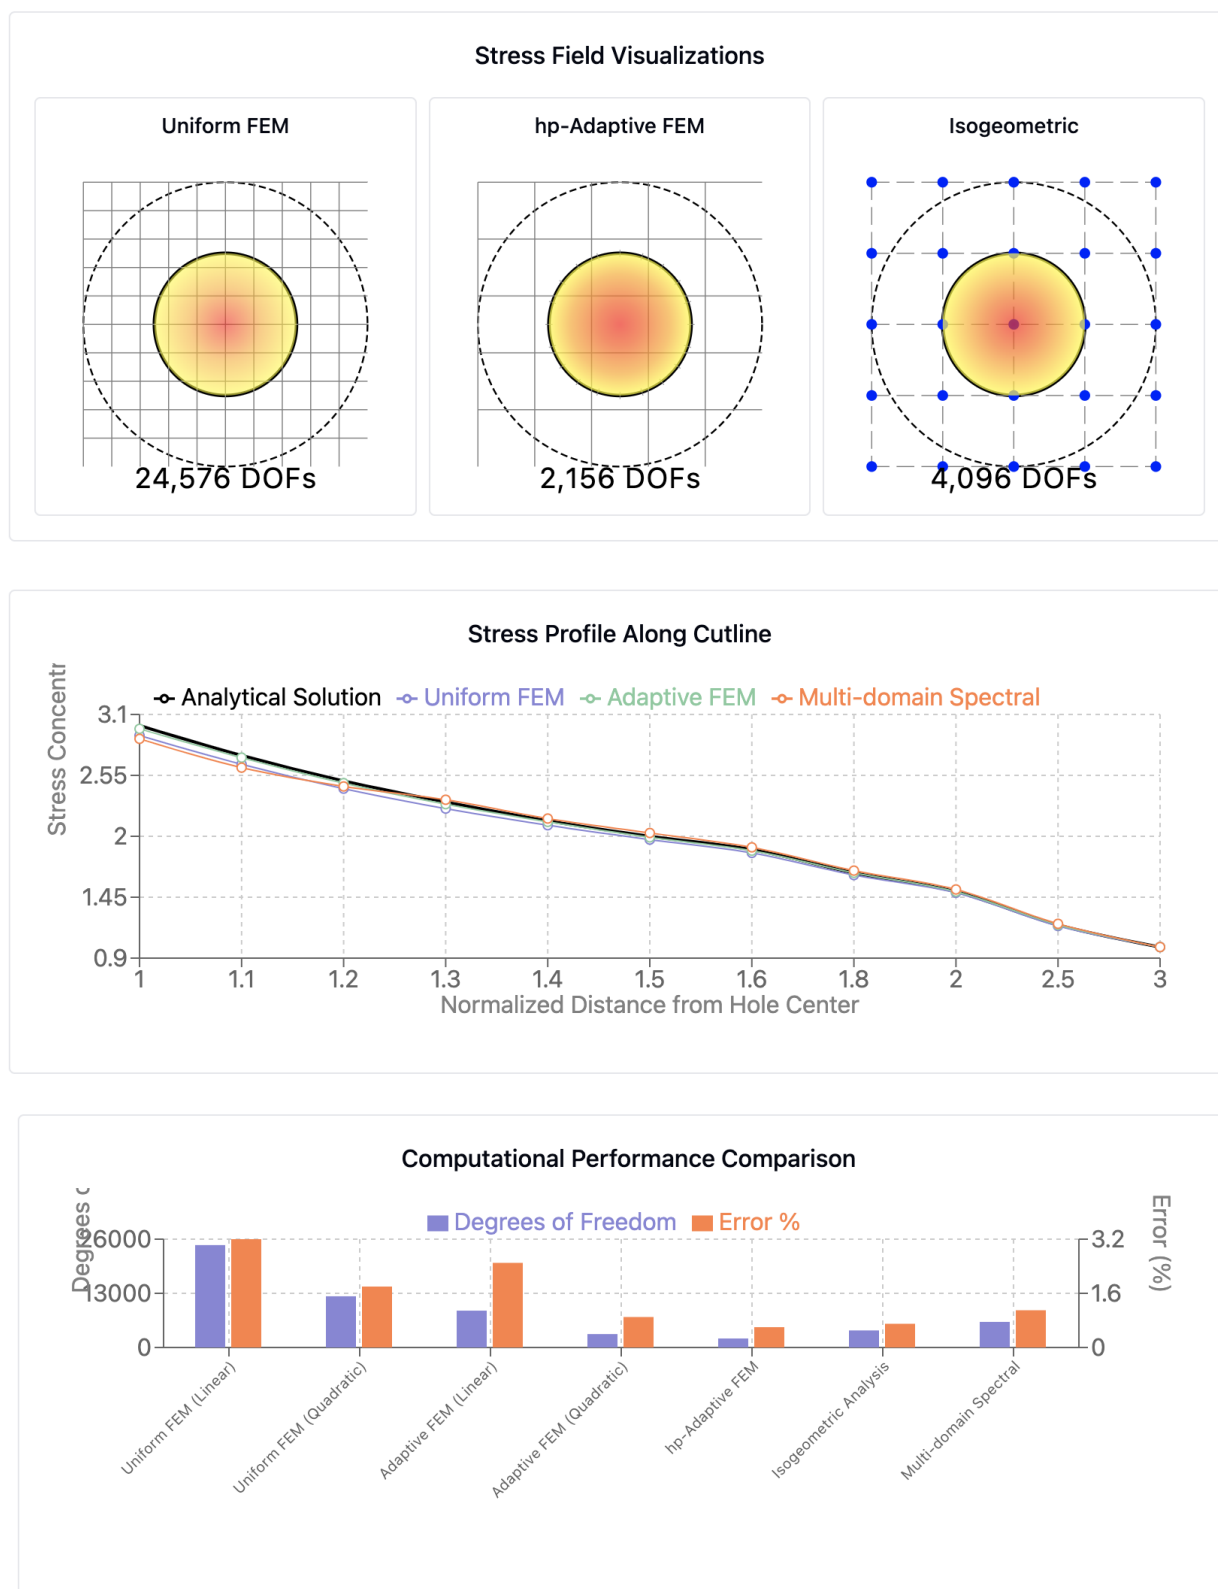 Stress Field Visualizations
Uniform FEM
hp-Adaptive FEM
Isogeometric
24,576 DOFs
2,156 DOFs
4,096 DOFs
Stress Profile Along Cutline
Stress Concentr
Analytical Solution Uniform FEM Adaptive FEM Multi-domain Spectral
3.1
2.55
2
1.45
0.9
1 1.1 1.2 1.3 1.4 1.5 1.6 1.8 2 2.5 3
Normalized Distance from Hole Center
Computational Performance Comparison
Degrees
Degrees of Freedom Error %
Error (%)
26000
13000
0
3.2
1.6
0
Uniform FEM (Linear)
Uniform FEM (Quadratic)
Adaptive FEM (Linear)
Adaptive FEM (Quadratic)
hp-Adaptive FEM
Isogeometric Analysis
Multi-domain Spectral